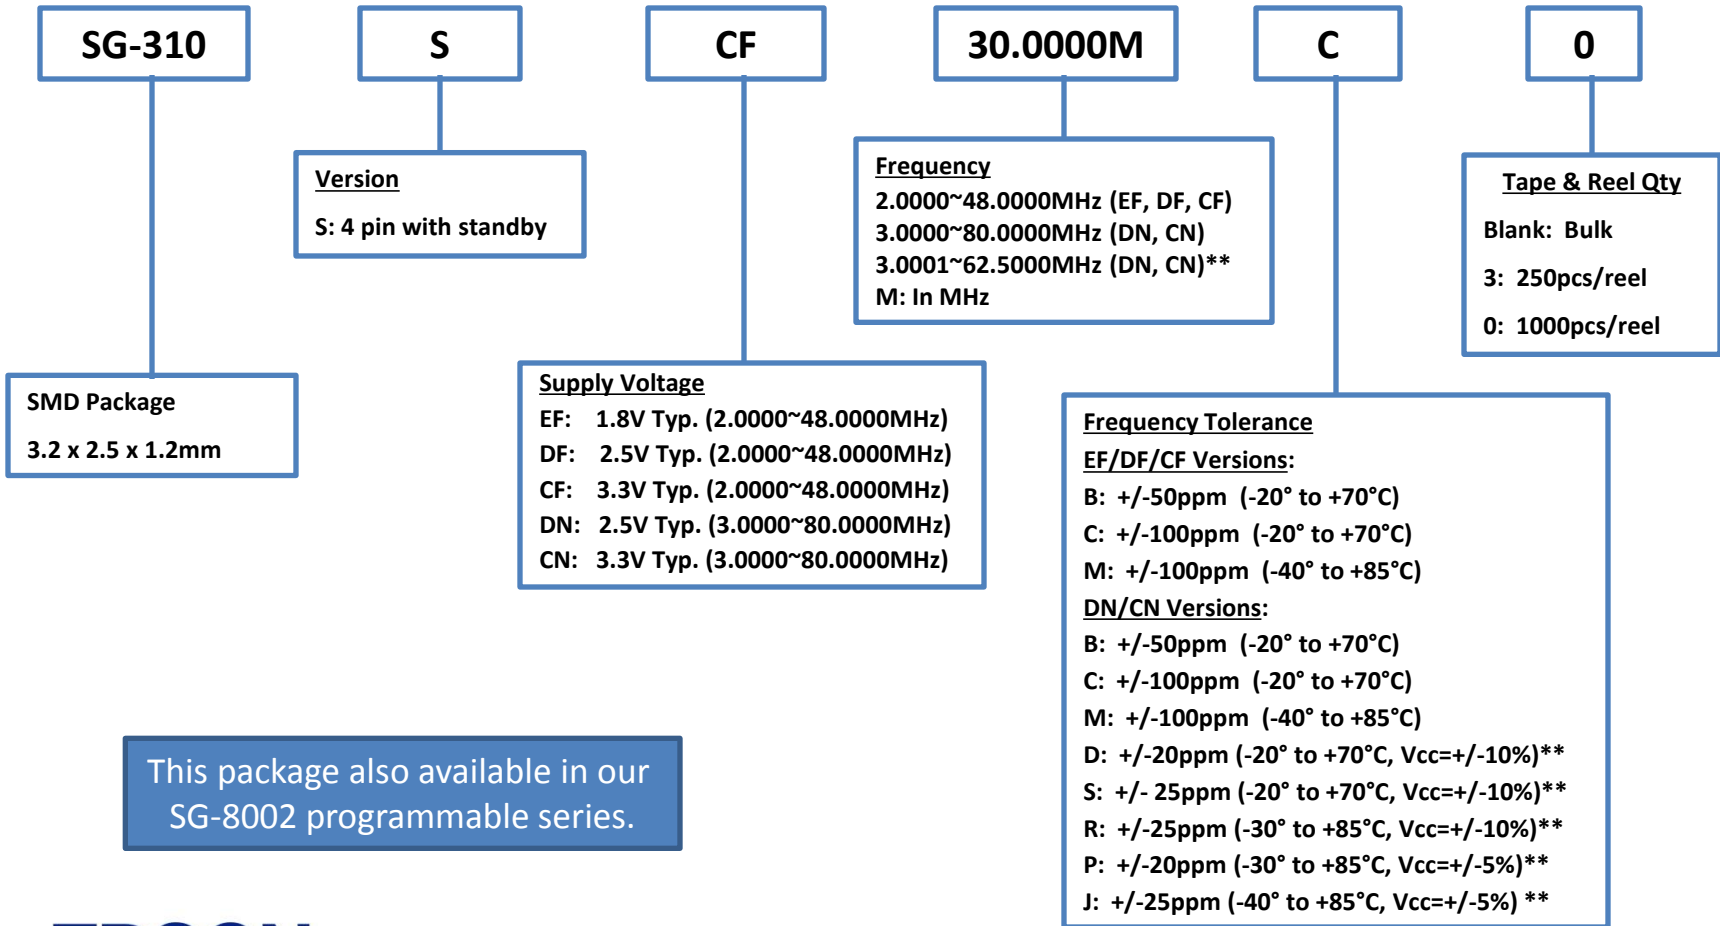 SG-310
S
CF
30.0000M
C
0
Version
S: 4 pin with standby
Frequency
2.0000~48.0000MHz (EF, DF, CF)
3.0000~80.0000MHz (DN, CN)
3.0001~62.5000MHz (DN, CN)**
M: In MHz
Tape & Reel Qty
Blank: Bulk
3: 250pcs/reel
0: 1000pcs/reel
SMD Package
3.2 x 2.5 x 1.2mm
Supply Voltage
EF: 1.8V Typ. (2.0000~48.0000MHz)
DF: 2.5V Typ. (2.0000~48.0000MHz)
CF: 3.3V Typ. (2.0000~48.0000MHz)
DN: 2.5V Typ. (3.0000~80.0000MHz)
CN: 3.3V Typ. (3.0000~80.0000MHz)
Frequency Tolerance
EF/DF/CF Versions:
B: +/-50ppm (-20° to +70°C)
C: +/-100ppm (-20° to +70°C)
M: +/-100ppm (-40° to +85°C)
DN/CN Versions:
B: +/-50ppm (-20° to +70°C)
C: +/-100ppm (-20° to +70°C)
M: +/-100ppm (-40° to +85°C)
D: +/-20ppm (-20° to +70°C, Vcc=+/-10%)**
S: +/- 25ppm (-20° to +70°C, Vcc=+/-10%)**
R: +/-25ppm (-30° to +85°C, Vcc=+/-10%)**
P: +/-20ppm (-30° to +85°C, Vcc=+/-5%)**
J: +/-25ppm (-40° to +85°C, Vcc=+/-5%) **
This package also available in our
SG-8002 programmable series.